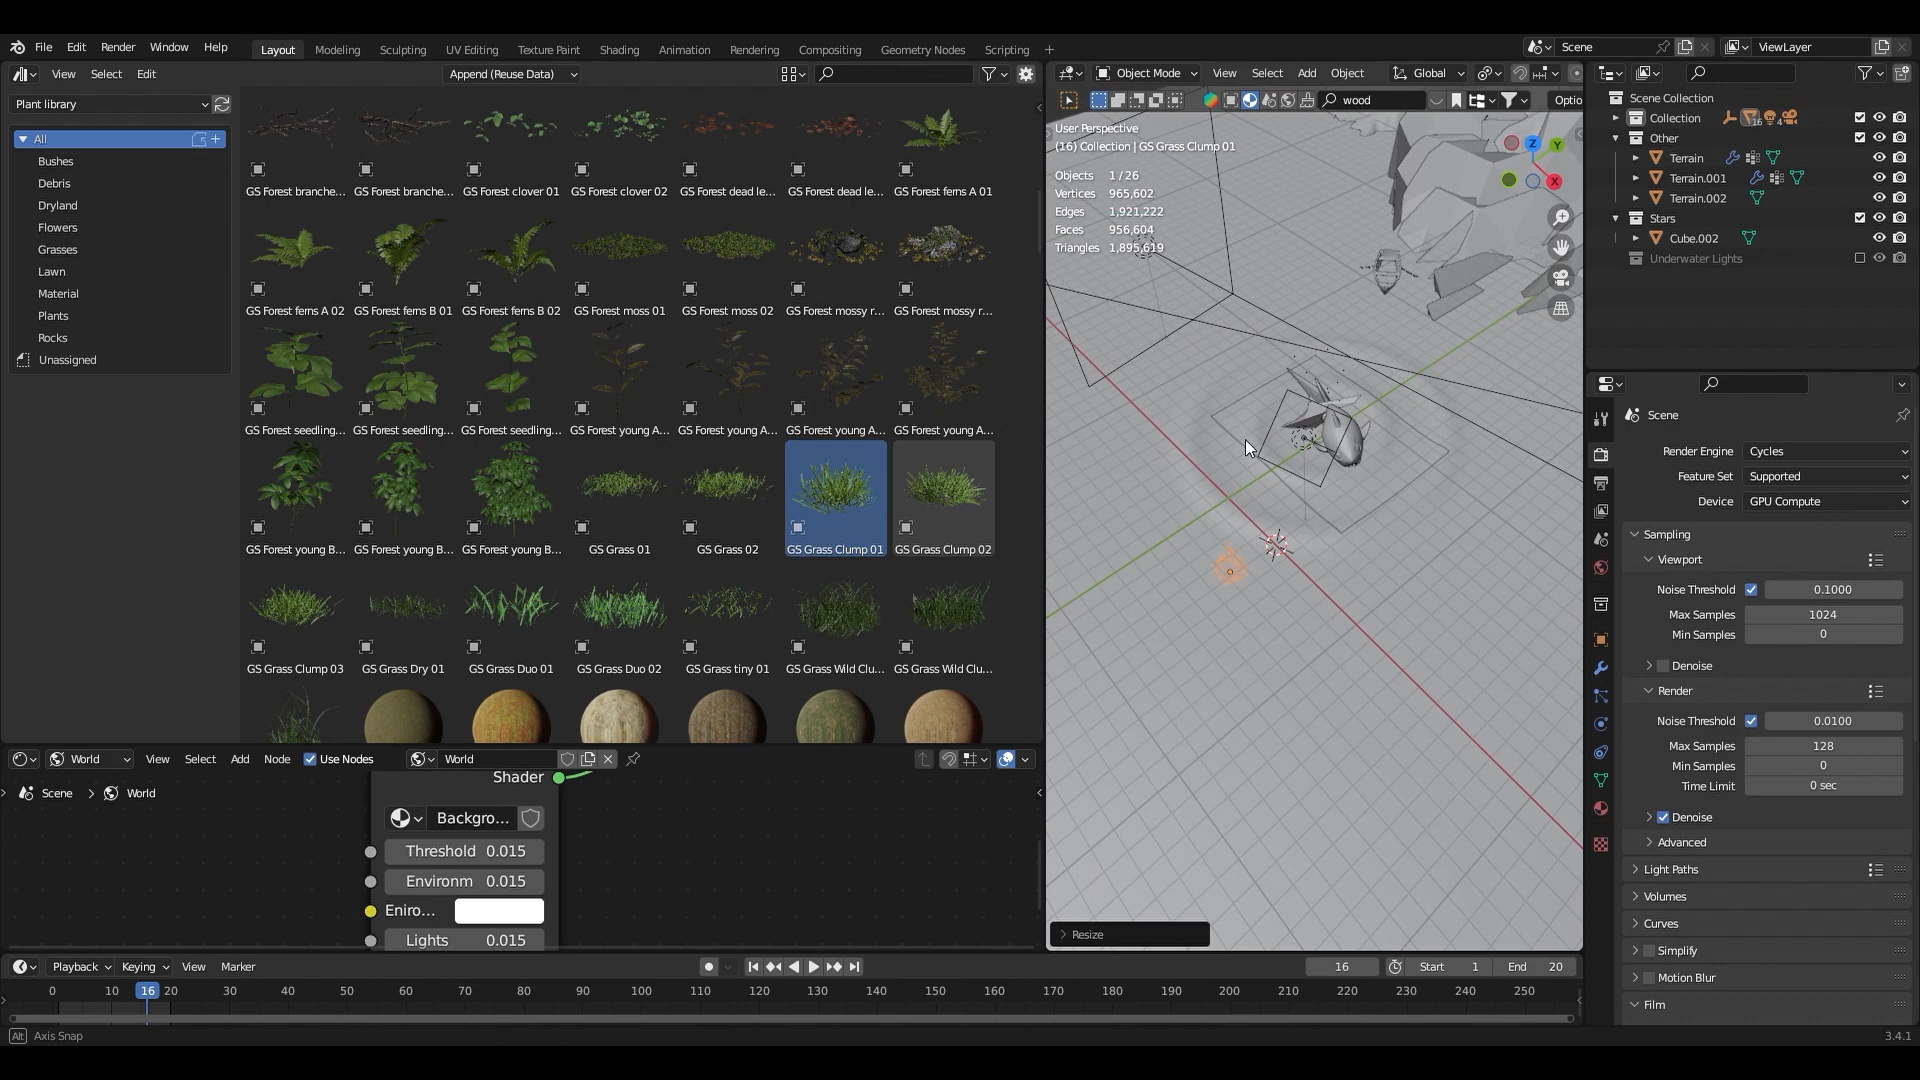 File Edit Render Window Help Layout Modeling Sculpting UV Editing Texture Paint Shading Animation Rendering Compositing Geometry Nodes Scripting + Scene ViewLayer
View Select Edit Append (Reuse Data)
Object Mode View Select Add Object Global
Plant library
wood Optio
All
Bushes
Debris
Dryland
Flowers
Grasses
Lawn
Material
Plants
Rocks
Unassigned
GS Forest branche... GS Forest branche... GS Forest clover 01 GS Forest clover 02 GS Forest dead le... GS Forest dead le... GS Forest ferns A 01
GS Forest ferns A 02 GS Forest ferns B 01 GS Forest ferns B 02 GS Forest moss 01 GS Forest moss 02 GS Forest mossy r... GS Forest mossy r...
GS Forest seedling... GS Forest seedling... GS Forest seedling... GS Forest young A... GS Forest young A... GS Forest young A... GS Forest young A...
GS Forest young B... GS Forest young B... GS Forest young B... GS Grass 01 GS Grass 02 GS Grass Clump 01 GS Grass Clump 02
GS Grass Clump 03 GS Grass Dry 01 GS Grass Duo 01 GS Grass Duo 02 GS Grass tiny 01 GS Grass Wild Clu... GS Grass Wild Clu...
User Perspective
(16) Collection | GS Grass Clump 01
Objects 1/26
Vertices 965,602
Edges 1,921,222
Faces 956,604
Triangles 1,895,619
Z
Y
X
Resize
Scene Collection
Collection 16 4
Other
Terrain
Terrain.001
Terrain.002
Stars
Cube.002
Underwater Lights
Scene
Render Engine Cycles
Feature Set Supported
Device GPU Compute
Sampling
Viewport
Noise Threshold 0.1000
Max Samples 1024
Min Samples 0
Denoise
Render
Noise Threshold 0.0100
Max Samples 128
Min Samples 0
Time Limit 0 sec
Denoise
Advanced
Light Paths
Volumes
Curves
Simplify
Motion Blur
Film
World View Select Add Node Use Nodes World
Scene > World
Shader
Backgro...
Threshold 0.015
Environm 0.015
Eniro...
Lights 0.015
Playback Keying View Marker 16 Start 1 End 20
0 10 16 20 30 40 50 60 70 80 90 100 110 120 130 140 150 160 170 180 190 200 210 220 230 240 250
Alt Axis Snap 3.4.1